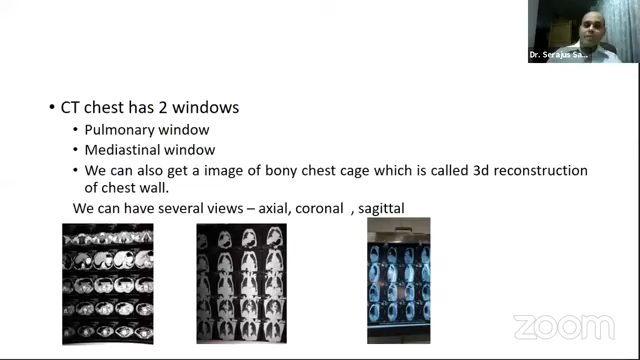 Dr. Serajus Sa...
• CT chest has 2 windows
• Pulmonary window
• Mediastinal window
• We can also get a image of bony chest cage which is called 3d reconstruction
of chest wall.
We can have several views – axial, coronal , sagittal
zoom